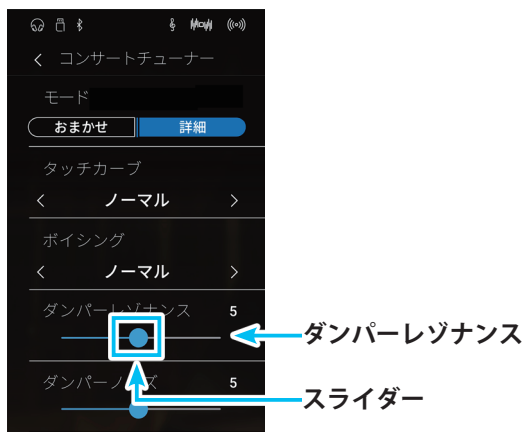 コンサートチューナー
モード
おまかせ 詳細
タッチカーブ
ノーマル
ボイシング
ノーマル
ダンパーレゾナンス 5
ダンパーレゾナンス
ダンパーノイズ 5
スライダー